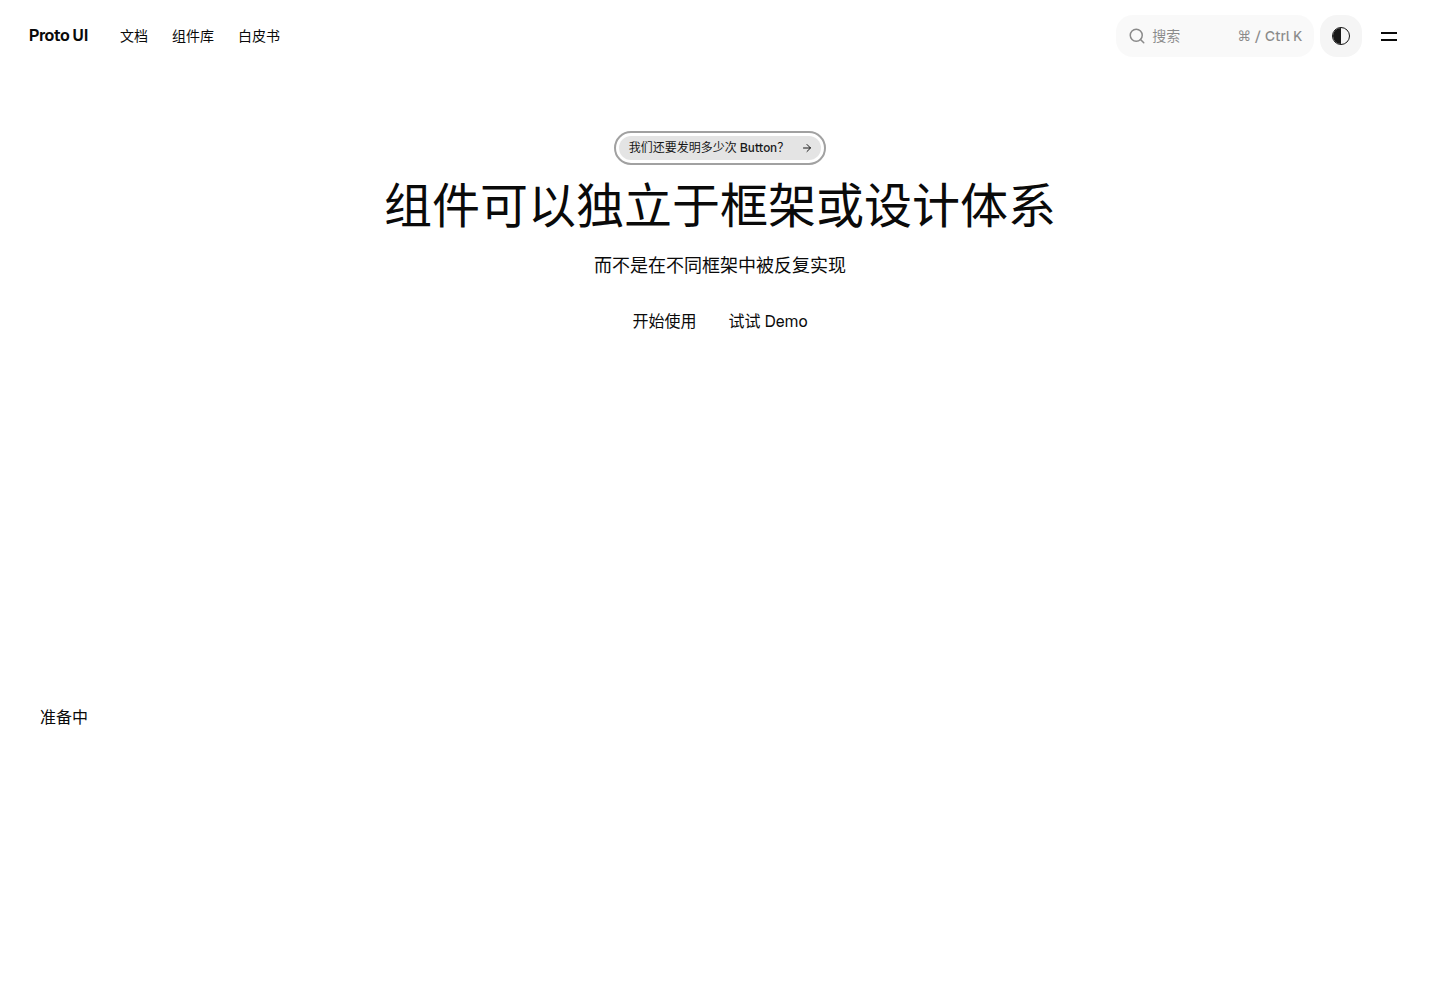 Proto UI 文档 组件库 白皮书 搜索 ⌘ / Ctrl K
我们还要发明多少次 Button? →
组件可以独立于框架或设计体系
而不是在不同框架中被反复实现
开始使用 试试 Demo
准备中